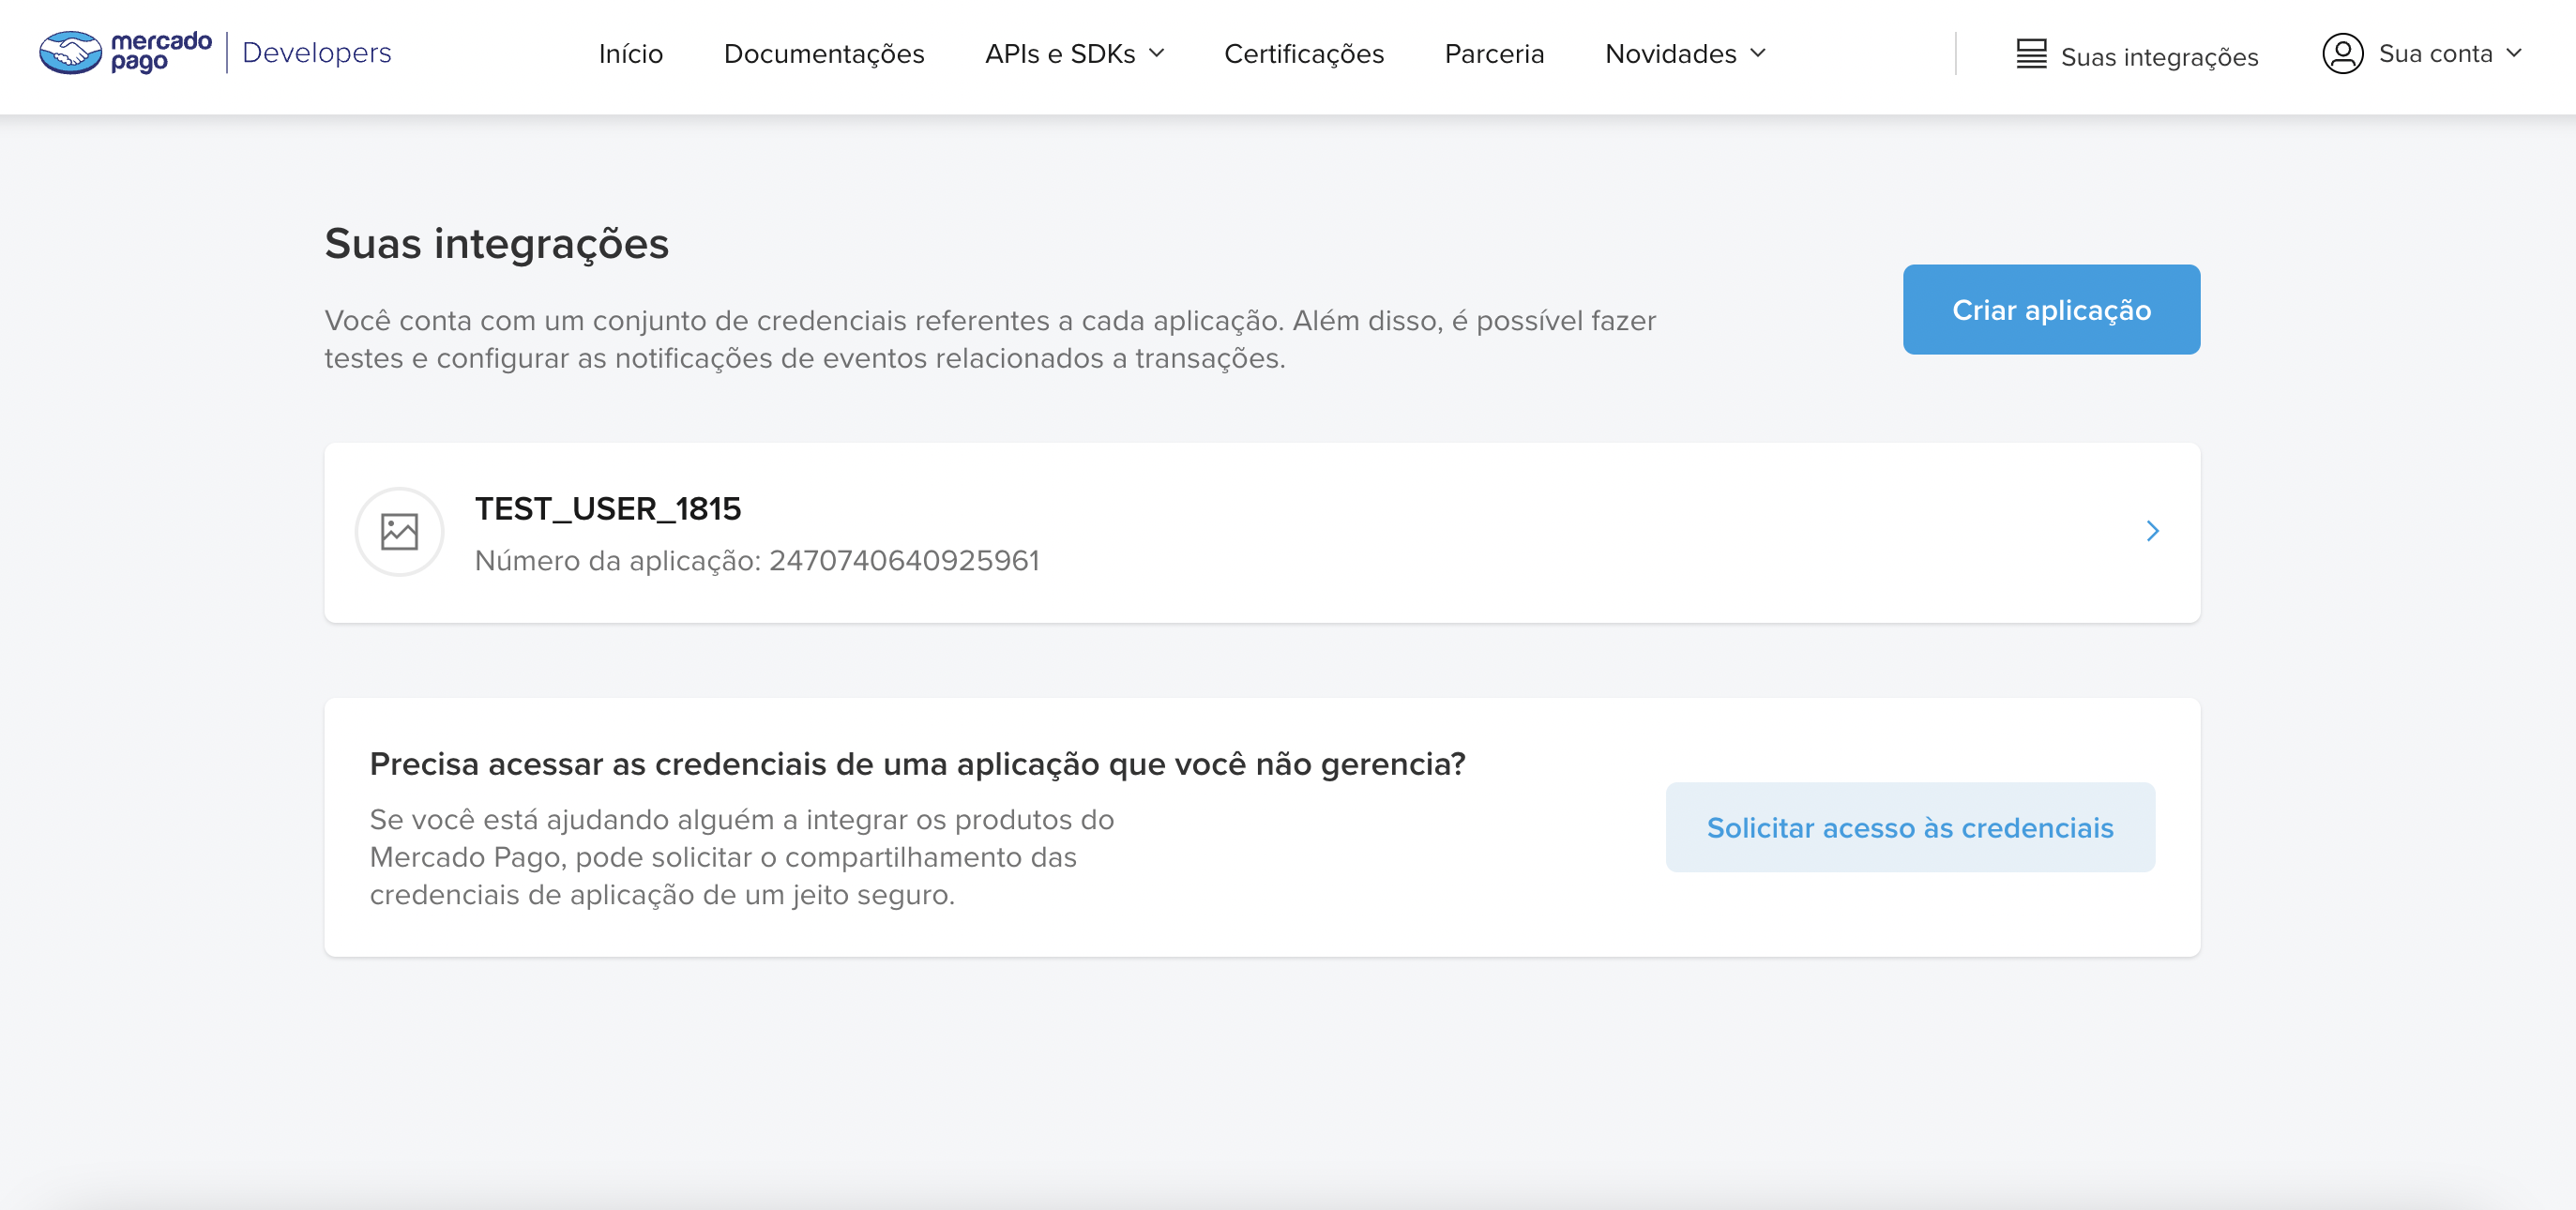 mercado
pago
Developers
Início
Documentações
APIs e SDKs
Certificações
Parceria
Novidades
Suas integrações
Sua conta
Suas integrações
Você conta com um conjunto de credenciais referentes a cada aplicação. Além disso, é possível fazer
testes e configurar as notificações de eventos relacionados a transações.
Criar aplicação
TEST_USER_1815
Número da aplicação: 2470740640925961
Precisa acessar as credenciais de uma aplicação que você não gerencia?
Se você está ajudando alguém a integrar os produtos do
Mercado Pago, pode solicitar o compartilhamento das
credenciais de aplicação de um jeito seguro.
Solicitar acesso às credenciais